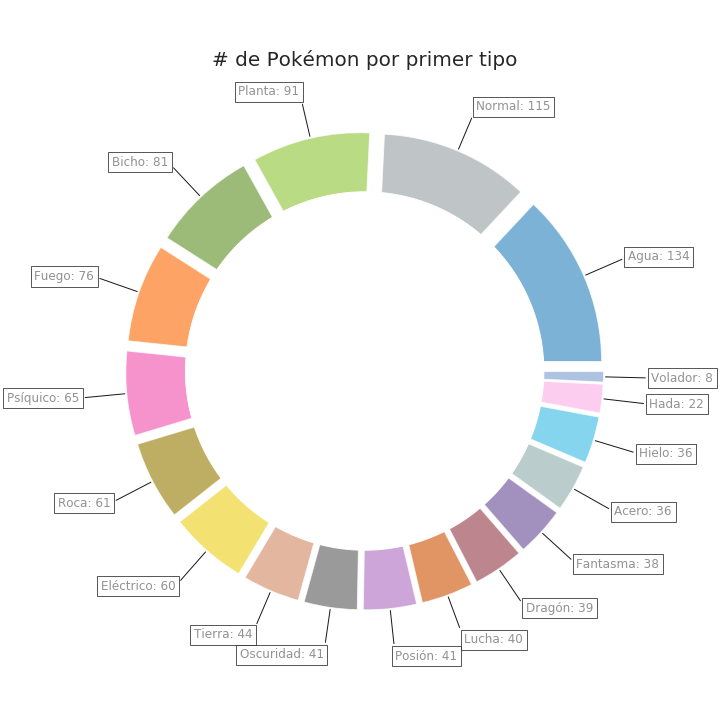 # de Pokémon por primer tipo
Planta: 91
Normal: 115
Bicho: 81
Agua: 134
Fuego: 76
Volador: 8
Psíquico: 65
Hada: 22
Hielo: 36
Roca: 61
Acero: 36
Fantasma: 38
Eléctrico: 60
Dragón: 39
Tierra: 44
Lucha: 40
Oscuridad: 41
Posión: 41